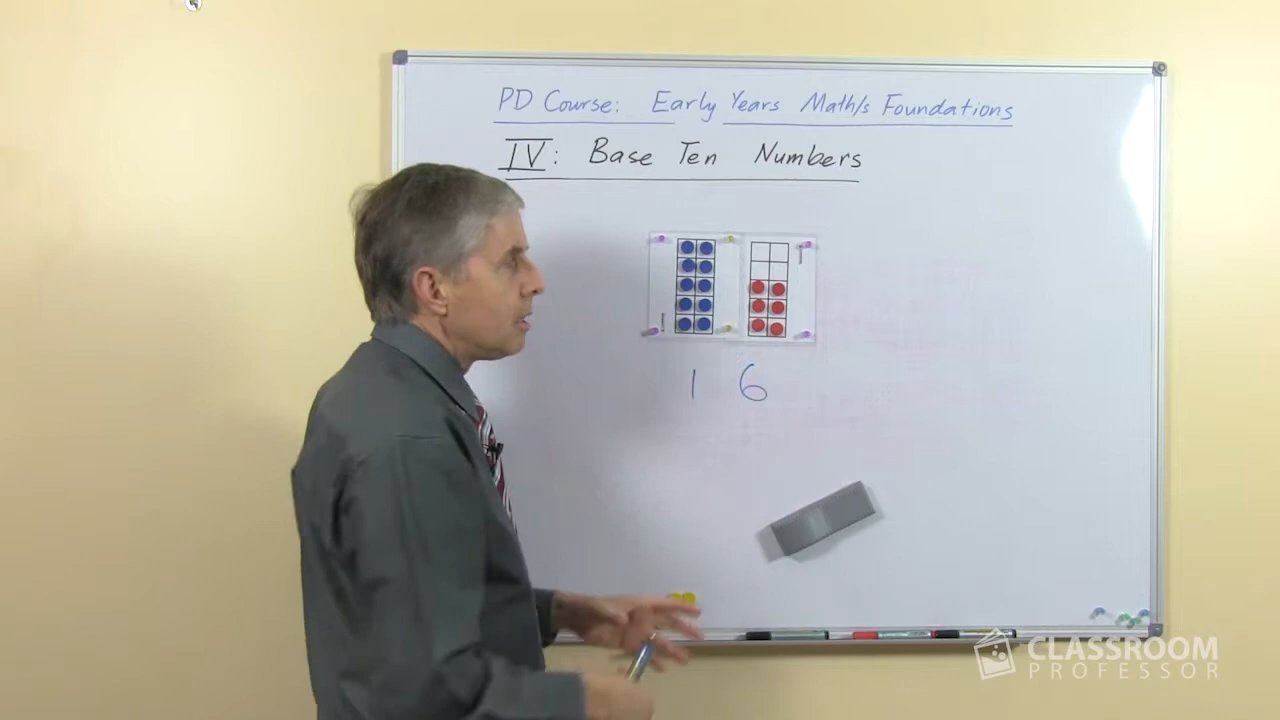 PD Course: Early Years Math/s Foundations
IV: Base Ten Numbers
1 6
CLASSROOM
PROFESSOR